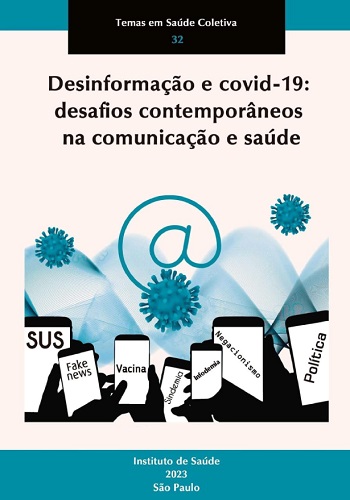 Temas em Saúde Coletiva
32
Desinformação e covid-19:
desafios contemporâneos
na comunicação e saúde
@
SUS
Fake
news
Vacina
Sindemia
Infodemia
Negacionismo
Política
Instituto de Saúde
2023
São Paulo